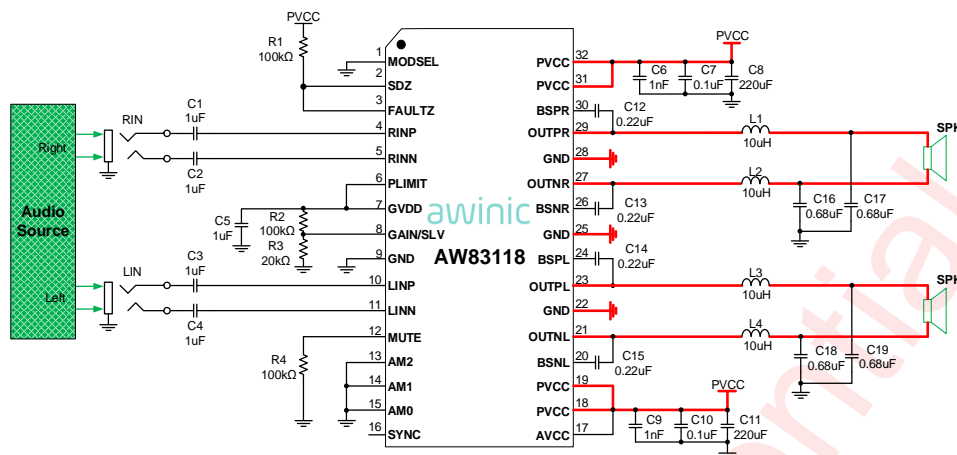 PVCC
R1
100kΩ
1
MODSEL
2
SDZ
3
FAULTZ
4
RINP
5
RINN
6
PLIMIT
7
GVDD
8
GAIN/SLV
9
GND
10
LINP
11
LINN
12
MUTE
13
AM2
14
AM1
15
AM0
16
SYNC
Right
Audio
Source
Left
RIN
C1
1uF
C2
1uF
C5
1uF
R2
100kΩ
R3
20kΩ
LIN
C3
1uF
C4
1uF
R4
100kΩ
awinic
AW83118
32
PVCC
31
PVCC
30
BSPR
29
OUTPR
28
GND
27
OUTNR
26
BSNR
25
GND
24
BSPL
23
OUTPL
22
GND
21
OUTNL
20
BSNL
19
PVCC
18
PVCC
17
AVCC
PVCC
C6
1nF
C7
0.1uF
C8
220uF
C12
0.22uF
L1
10uH
SPK
L2
10uH
C13
0.22uF
C16
0.68uF
C17
0.68uF
C14
0.22uF
L3
10uH
SPK
L4
10uH
C15
0.22uF
C18
0.68uF
C19
0.68uF
PVCC
C9
1nF
C10
0.1uF
C11
220uF
ential